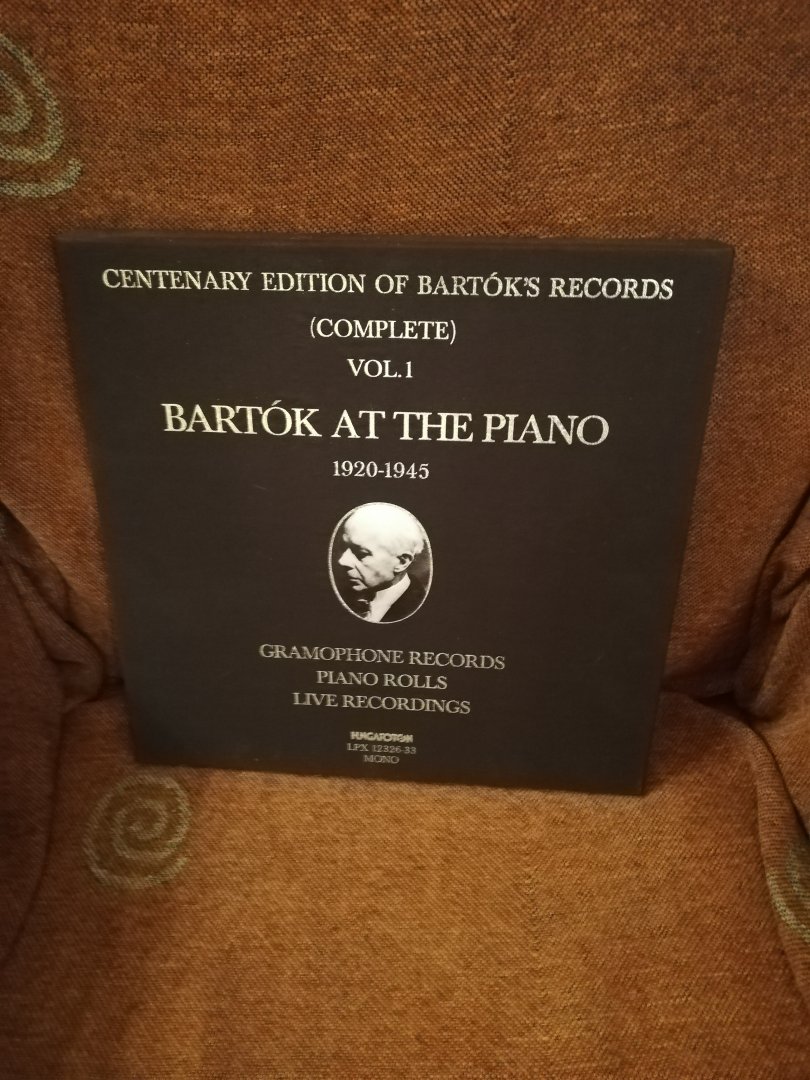 CENTENARY EDITION OF BARTÓK'S RECORDS
(COMPLETE)
VOL.1
BARTÓK AT THE PIANO
1920-1945
GRAMOPHONE RECORDS
PIANO ROLLS
LIVE RECORDINGS
HUNGAROTON
LPX 12326-33
MONO